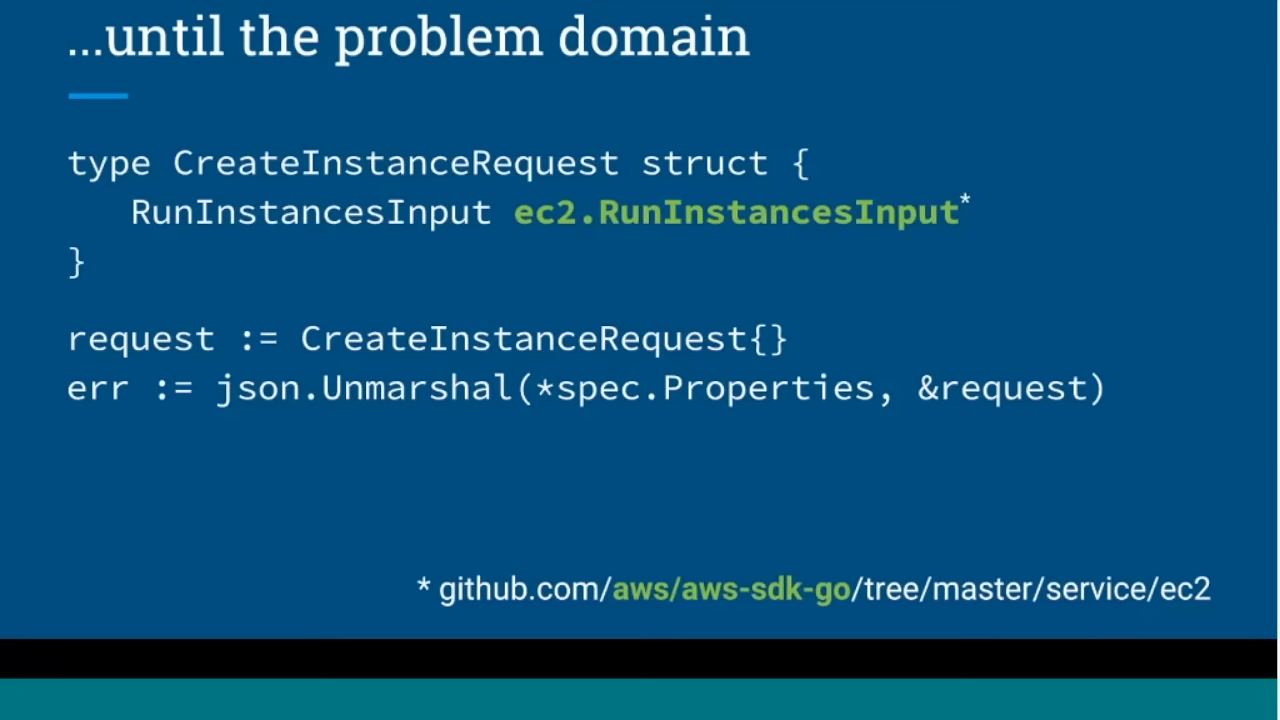 ...until the problem domain
type CreateInstanceRequest struct {
RunInstancesInput ec2.RunInstancesInput*
}
request := CreateInstanceRequest{}
err := json.Unmarshal(*spec.Properties, &request)
* github.com/aws/aws-sdk-go/tree/master/service/ec2